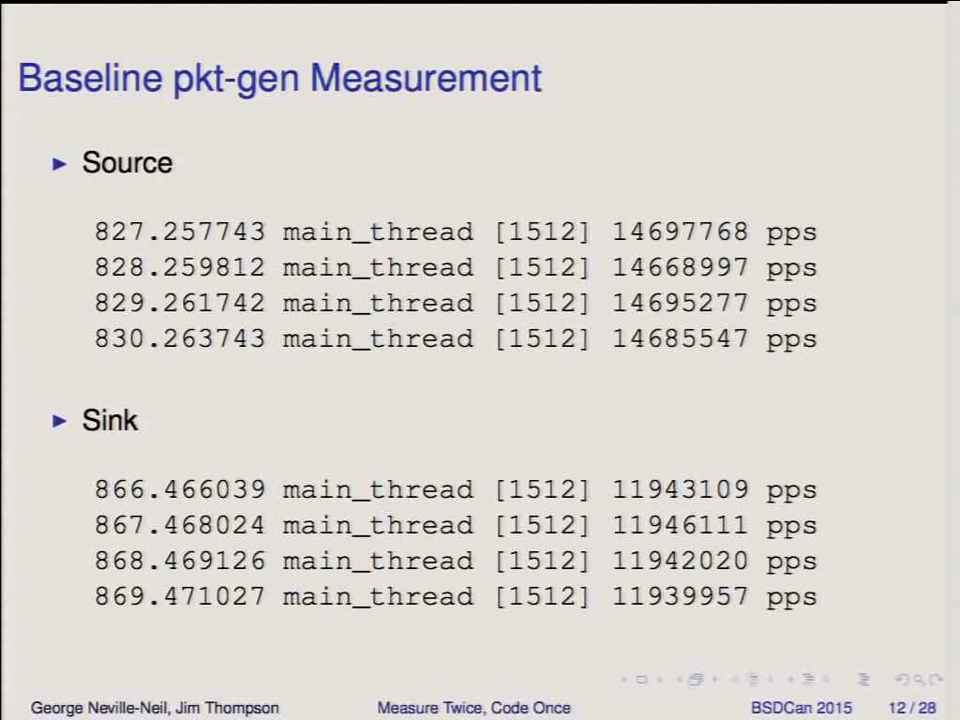 Baseline pkt-gen Measurement
Source
827.257743 main_thread [1512] 14697768 pps
828.259812 main_thread [1512] 14668997 pps
829.261742 main_thread [1512] 14695277 pps
830.263743 main_thread [1512] 14685547 pps
Sink
866.466039 main_thread [1512] 11943109 pps
867.468024 main_thread [1512] 11946111 pps
868.469126 main_thread [1512] 11942020 pps
869.471027 main_thread [1512] 11939957 pps
George Neville-Neil, Jim Thompson Measure Twice, Code Once BSDCan 2015 12 / 28